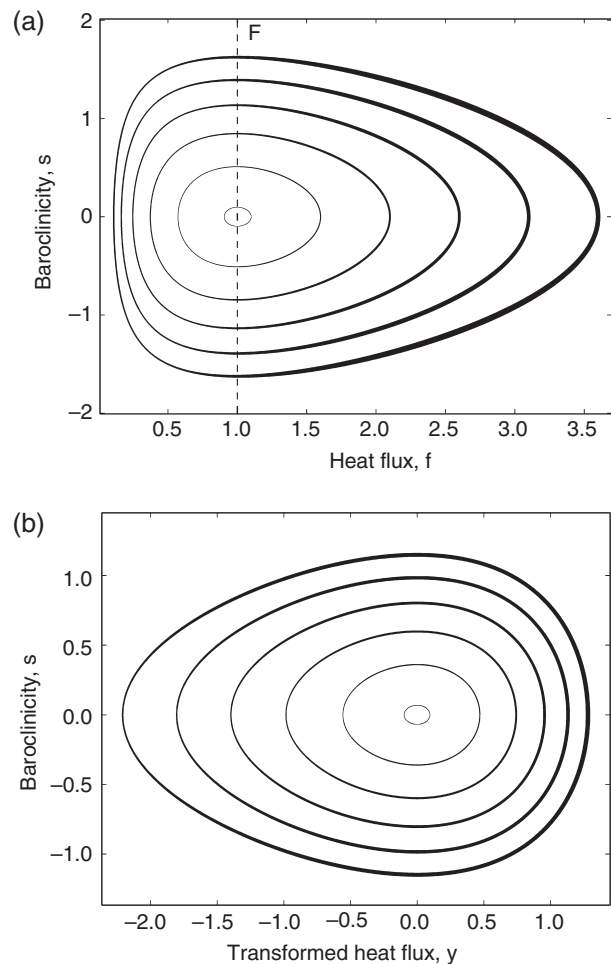 (a)
F
2
1
0
−1
−2
Baroclinicity, s
0.5 1.0 1.5 2.0 2.5 3.0 3.5
Heat flux, f
(b)
1.0
0.5
0.0
−0.5
−1.0
Baroclinicity, s
−2.0 −1.5 −1.0 −0.5 0.0 0.5 1.0
Transformed heat flux, y